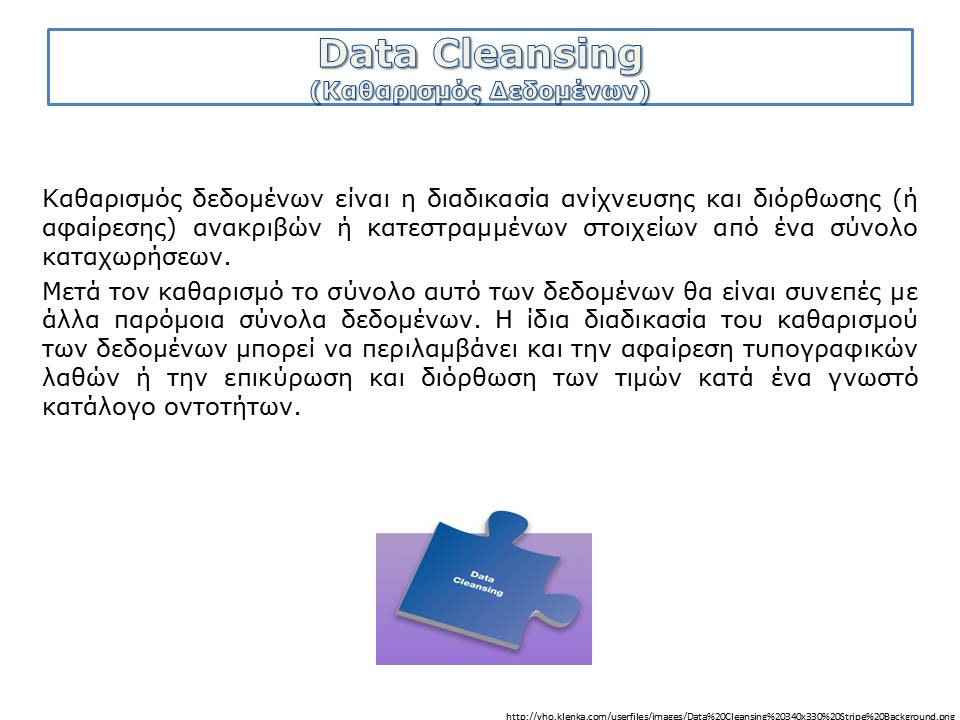 Data Cleansing
(Καθαρισμός Δεδομένων)
Καθαρισμός δεδομένων είναι η διαδικασία ανίχνευσης και διόρθωσης (ή
αφαίρεσης) ανακριβών ή κατεστραμμένων στοιχείων από ένα σύνολο
καταχωρήσεων.
Μετά τον καθαρισμό το σύνολο αυτό των δεδομένων θα είναι συνεπές με
άλλα παρόμοια σύνολα δεδομένων. Η ίδια διαδικασία του καθαρισμού
των δεδομένων μπορεί να περιλαμβάνει και την αφαίρεση τυπογραφικών
λαθών ή την επικύρωση και διόρθωση των τιμών κατά ένα γνωστό
κατάλογο οντοτήτων.
Data
Cleansing
http://vho.klenka.com/userfiles/images/Data%20Cleansing%20340x330%20Stripe%20Background.png